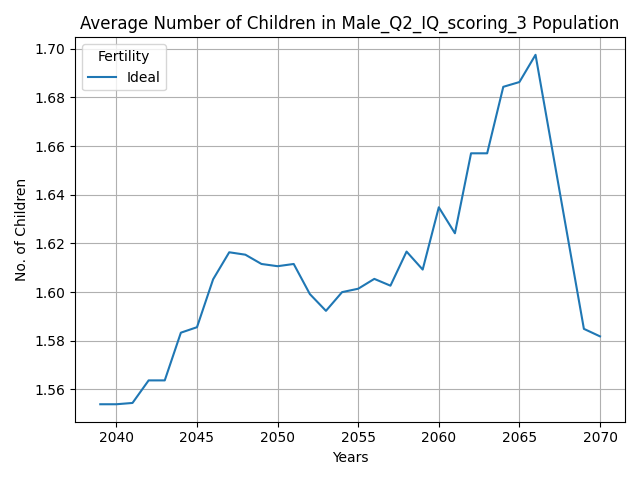 Average Number of Children in Male_Q2_IQ_scoring_3 Population
Fertility
Ideal
No. of Children
1.70
1.68
1.66
1.64
1.62
1.60
1.58
1.56
2040 2045 2050 2055 2060 2065 2070
Years